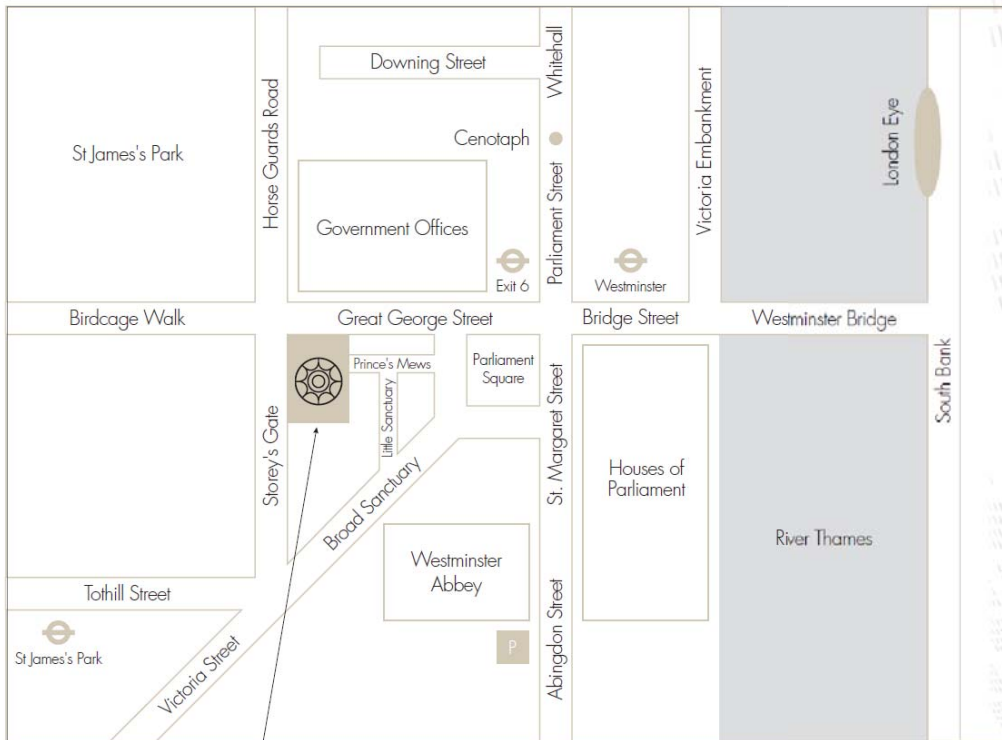 Downing Street
Whitehall
Horse Guards Road
Victoria Embankment
London Eye
St James's Park
Cenotaph
Parliament Street
Government Offices
Exit 6
Westminster
Birdcage Walk
Great George Street
Bridge Street
Westminster Bridge
Prince's Mews
Parliament
Square
South Bank
Little Sanctuary
Storey's Gate
St. Margaret Street
Broad Sanctuary
Houses of
Parliament
River Thames
Westminster
Abbey
Tothill Street
Abingdon Street
St James's Park
P
Victoria Street